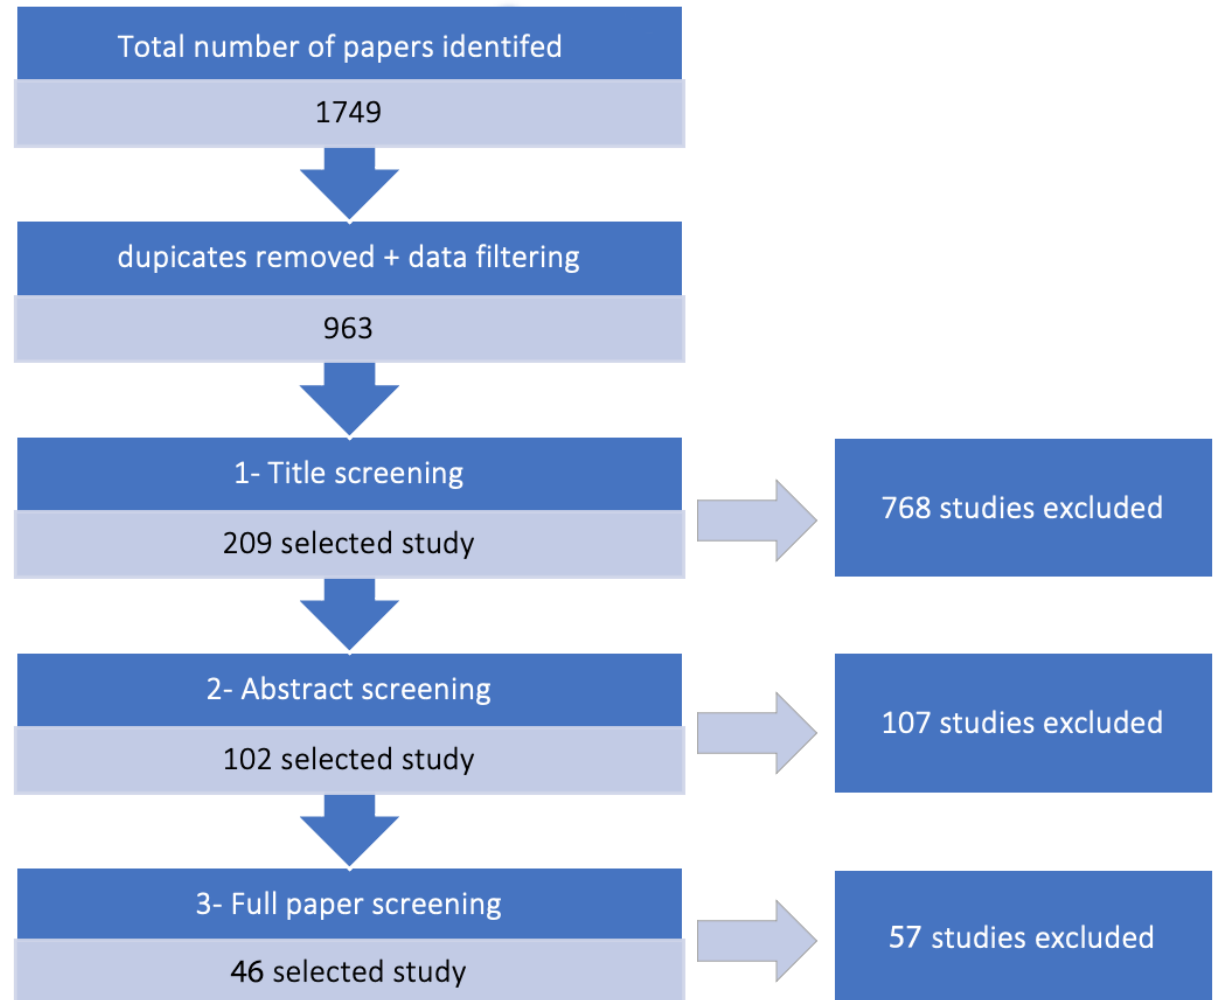 Total number of papers identifed
1749
dupicates removed + data filtering
963
1- Title screening
209 selected study
768 studies excluded
2- Abstract screening
102 selected study
107 studies excluded
3- Full paper screening
46 selected study
57 studies excluded